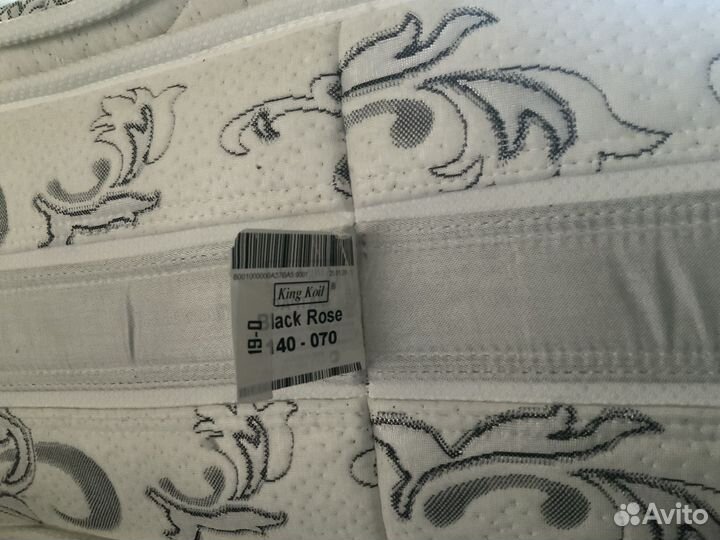 King Koil ®
Black Rose
140 - 070
19-0
Avito